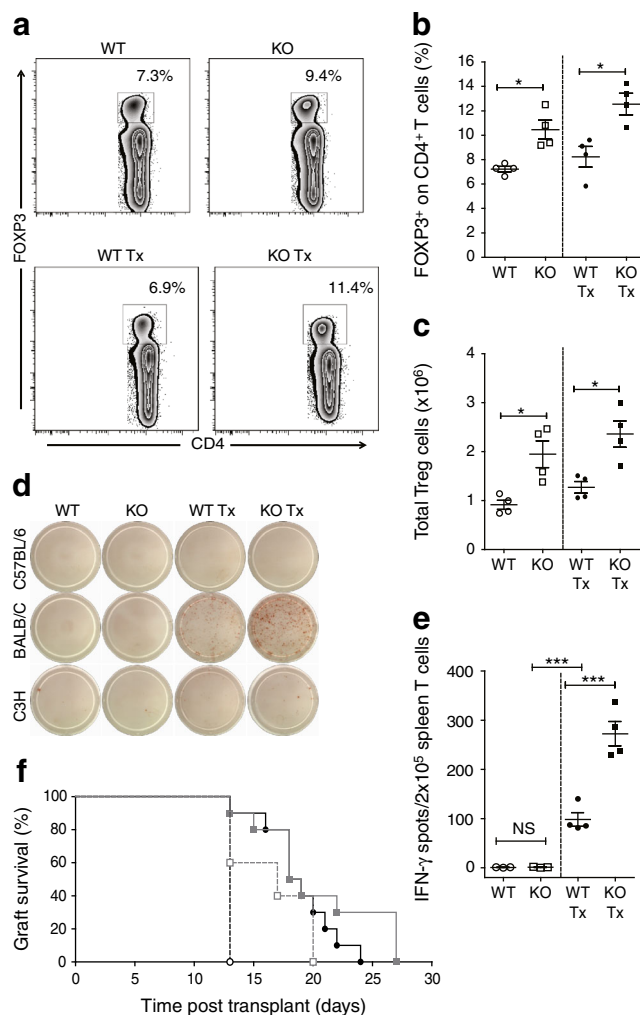 a
WT
KO
7.3%
9.4%
WT Tx
KO Tx
6.9%
11.4%
FOXP3
CD4
b
FOXP3⁺ on CD4⁺ T cells (%)
16
14
12
10
8
6
4
2
0
*
*
WT
KO
WT Tx
KO Tx
c
Total Treg cells (x10⁶)
4
3
2
1
0
*
*
WT
KO
WT Tx
KO Tx
d
WT
KO
WT Tx
KO Tx
C57BL/6
BALB/C
C3H
e
IFN-γ spots/2x10⁵ spleen T cells
400
300
200
100
0
***
***
NS
WT
KO
WT Tx
KO Tx
f
Graft survival (%)
100
80
60
40
20
0
0
5
10
15
20
25
30
Time post transplant (days)